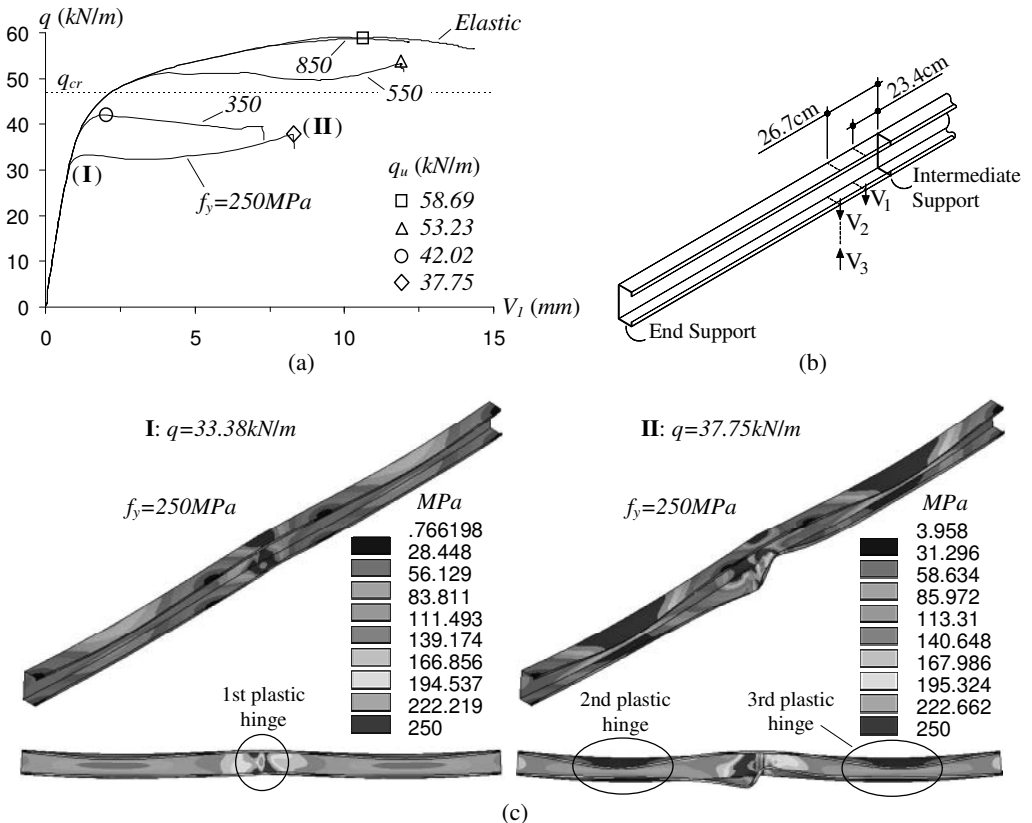 q (kN/m)
60
50
40
30
20
10
0
q_cr
Elastic
850
550
350
(II)
(I)
f_y=250MPa
q_u (kN/m)
58.69
53.23
42.02
37.75
V_1 (mm)
0
5
10
15
(a)
23.4cm
26.7cm
Intermediate
Support
V_1
V_2
V_3
End Support
(b)
I: q=33.38kN/m
f_y=250MPa
MPa
.766198
28.448
56.129
83.811
111.493
139.174
166.856
194.537
222.219
250
1st plastic
hinge
II: q=37.75kN/m
f_y=250MPa
MPa
3.958
31.296
58.634
85.972
113.31
140.648
167.986
195.324
222.662
250
2nd plastic
hinge
3rd plastic
hinge
(c)